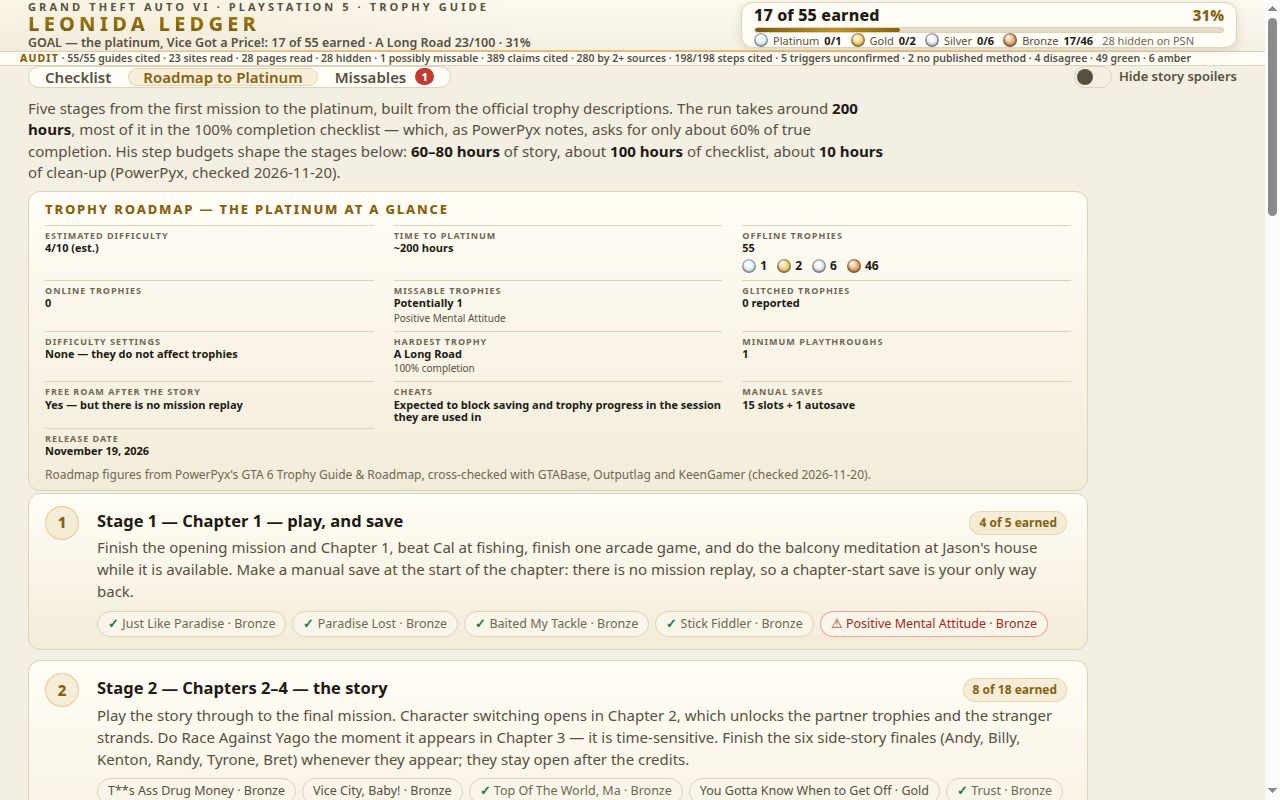 GRAND THEFT AUTO VI · PLAYSTATION 5 · TROPHY GUIDE
LEONIDA LEDGER
GOAL — the platinum, Vice Got a Price!: 17 of 55 earned · A Long Road 23/100 · 31%
17 of 55 earned 31%
Platinum 0/1 Gold 0/2 Silver 0/6 Bronze 17/46 28 hidden on PSN
AUDIT · 55/55 guides cited · 23 sites read · 28 pages read · 28 hidden · 1 possibly missable · 389 claims cited · 280 by 2+ sources · 198/198 steps cited · 5 triggers unconfirmed · 2 no published method · 4 disagree · 49 green · 6 amber
Checklist Roadmap to Platinum Missables 1
Hide story spoilers
Five stages from the first mission to the platinum, built from the official trophy descriptions. The run takes around 200
hours, most of it in the 100% completion checklist — which, as PowerPyx notes, asks for only about 60% of true
completion. His step budgets shape the stages below: 60–80 hours of story, about 100 hours of checklist, about 10 hours
of clean-up (PowerPyx, checked 2026-11-20).
TROPHY ROADMAP — THE PLATINUM AT A GLANCE
ESTIMATED DIFFICULTY
4/10 (est.)
TIME TO PLATINUM
~200 hours
OFFLINE TROPHIES
55
1 2 6 46
ONLINE TROPHIES
0
MISSABLE TROPHIES
Potentially 1
Positive Mental Attitude
GLITCHED TROPHIES
0 reported
DIFFICULTY SETTINGS
None — they do not affect trophies
HARDEST TROPHY
A Long Road
100% completion
MINIMUM PLAYTHROUGHS
1
FREE ROAM AFTER THE STORY
Yes — but there is no mission replay
CHEATS
Expected to block saving and trophy progress in the session
they are used in
MANUAL SAVES
15 slots + 1 autosave
RELEASE DATE
November 19, 2026
Roadmap figures from PowerPyx's GTA 6 Trophy Guide & Roadmap, cross-checked with GTABase, Outputlag and KeenGamer (checked 2026-11-20).
1
Stage 1 — Chapter 1 — play, and save
4 of 5 earned
Finish the opening mission and Chapter 1, beat Cal at fishing, finish one arcade game, and do the balcony meditation at Jason's house
while it is available. Make a manual save at the start of the chapter: there is no mission replay, so a chapter-start save is your only way
back.
✓ Just Like Paradise · Bronze ✓ Paradise Lost · Bronze ✓ Baited My Tackle · Bronze ✓ Stick Fiddler · Bronze ⚠ Positive Mental Attitude · Bronze
2
Stage 2 — Chapters 2–4 — the story
8 of 18 earned
Play the story through to the final mission. Character switching opens in Chapter 2, which unlocks the partner trophies and the stranger
strands. Do Race Against Yago the moment it appears in Chapter 3 — it is time-sensitive. Finish the six side-story finales (Andy, Billy,
Kenton, Randy, Tyrone, Bret) whenever they appear; they stay open after the credits.
T**s Ass Drug Money · Bronze Vice City, Baby! · Bronze ✓ Top Of The World, Ma · Bronze You Gotta Know When to Get Off · Gold ✓ Trust · Bronze